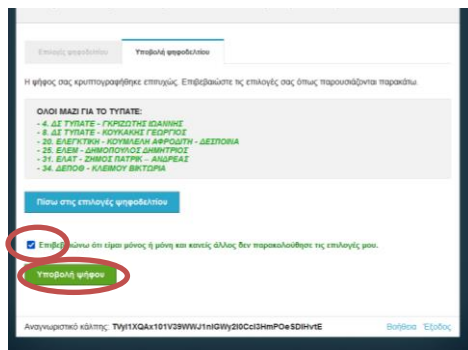 Επιλογές ψηφοδελτίου Υποβολή ψηφοδελτίου
Η ψήφος σας κρυπτογραφήθηκε επιτυχώς. Επιβεβαιώστε τις επιλογές σας όπως παρουσιάζονται παρακάτω.
ΟΛΟΙ ΜΑΖΙ ΓΙΑ ΤΟ ΤΥΠΑΤΕ:
- 4. ΔΣ ΤΥΠΑΤΕ - ΓΚΡΙΖΩΤΗΣ ΙΩΑΝΝΗΣ
- 8. ΔΣ ΤΥΠΑΤΕ - ΚΟΥΚΑΚΗΣ ΓΕΩΡΓΙΟΣ
- 20. ΕΛΕΓΚΤΙΚΗ - ΚΟΥΜΛΕΛΗ ΑΦΡΟΔΙΤΗ - ΔΕΣΠΟΙΝΑ
- 25. ΕΛΕΜ - ΔΗΜΟΠΟΥΛΟΣ ΔΗΜΗΤΡΙΟΣ
- 31. ΕΛΑΤ - ΖΗΜΟΣ ΠΑΤΡΙΚ – ΑΝΔΡΕΑΣ
- 34. ΔΕΠΟΘ - ΚΛΕΙΜΟΥ ΒΙΚΤΩΡΙΑ
Πίσω στις επιλογές ψηφοδελτίου
Επιβεβαιώνω ότι είμαι μόνος ή μόνη και κανείς άλλος δεν παρακολούθησε τις επιλογές μου.
Υποβολή ψήφου
Αναγνωριστικό κάλπης: Βοήθεια Έξοδος